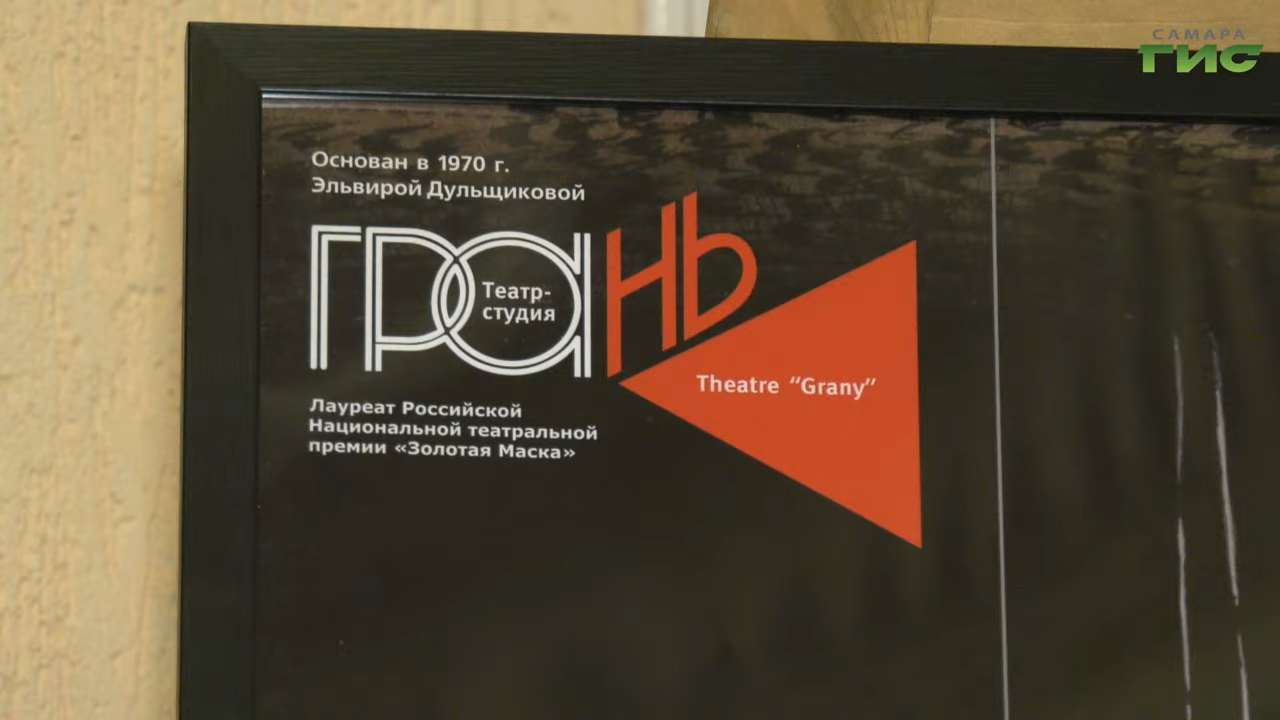 САМАРА
ГИС
Основан в 1970 г.
Эльвирой Дульщиковой
ГРАНЬ
Театр-
студия
Theatre “Grany”
Лауреат Российской
Национальной театральной
премии «Золотая Маска»